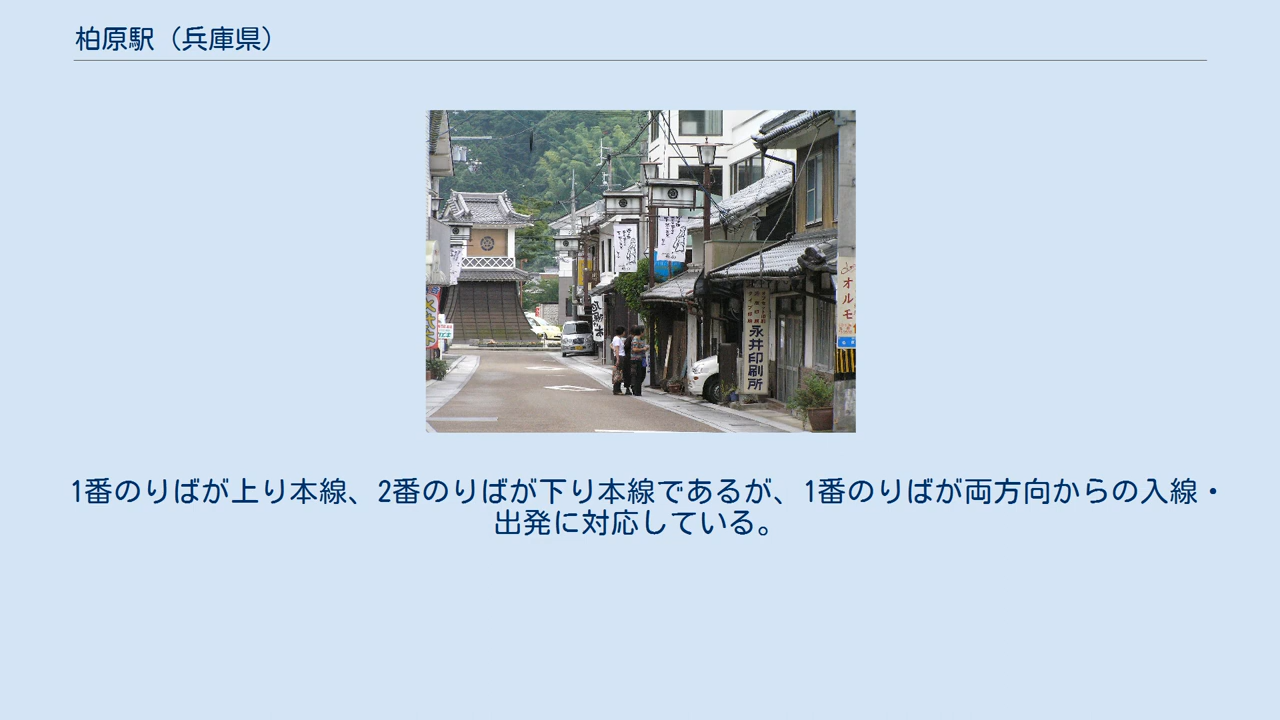 柏原駅（兵庫県）
永井印刷所
オルモ
1番のりばが上り本線、2番のりばが下り本線であるが、1番のりばが両方向からの入線・
出発に対応している。